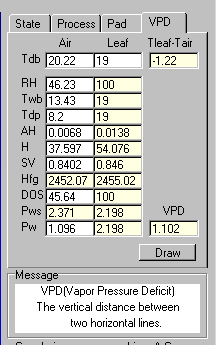 State Process Pad VPD
Air Leaf Tleaf-Tair
Tdb 20.22 19 -1.22
RH 46.23 100
Twb 13.43 19
Tdp 8.2 19
AH 0.0068 0.0138
H 37.597 54.076
SV 0.8402 0.846
Hfg 2452.07 2455.02
DOS 45.64 100
Pws 2.371 2.198 VPD
Pw 1.096 2.198 1.102
Draw
Message
VPD(Vapor Pressure Deficit)
The vertical distance between
two horizontal lines.